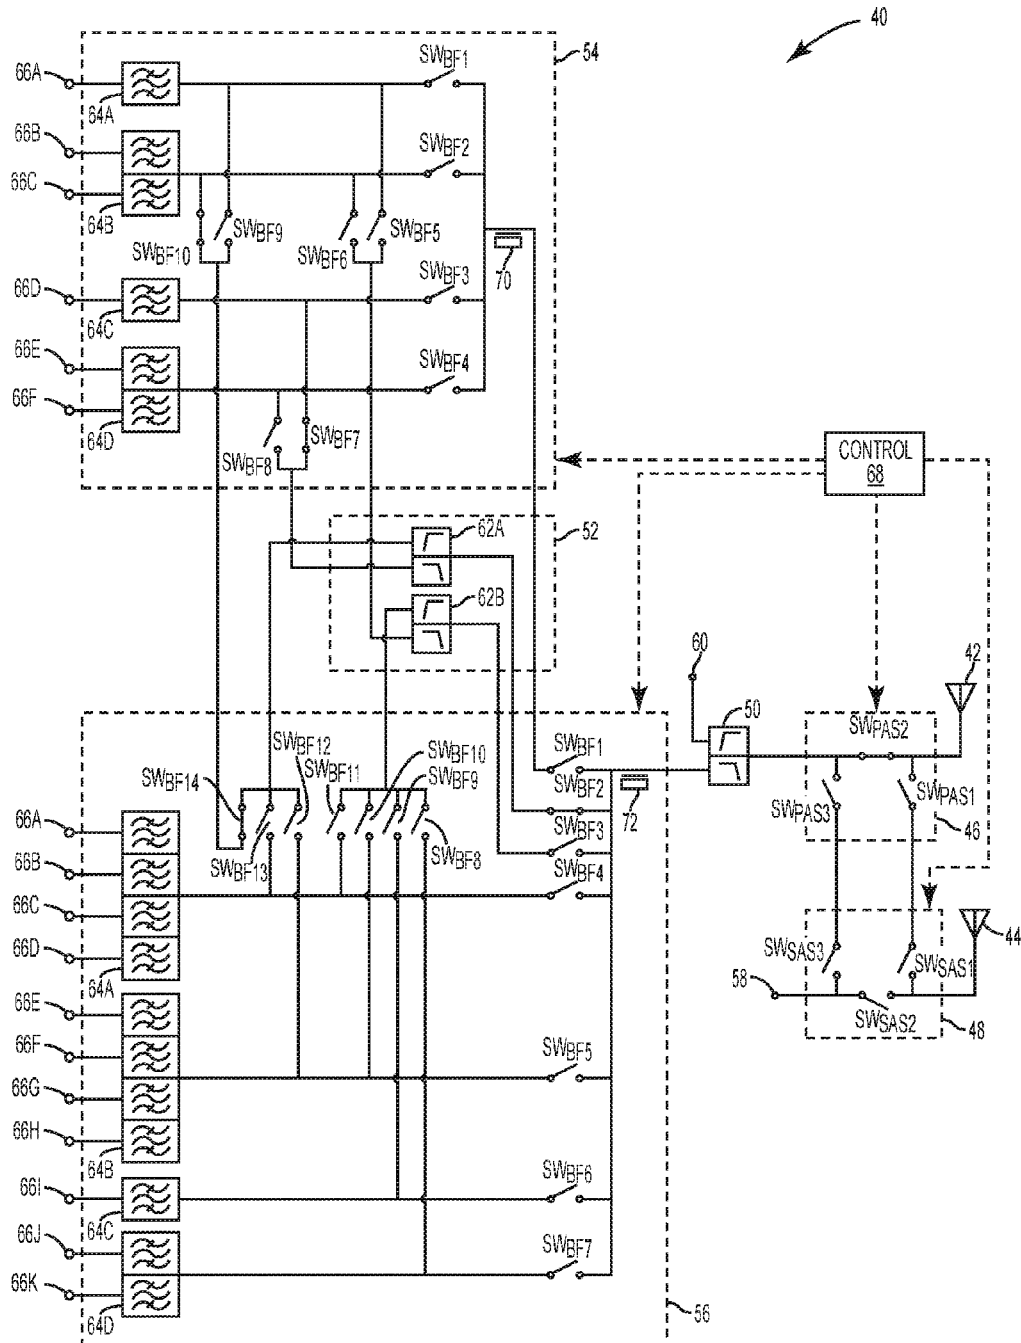 40
54
66A
64A
SWBF1
66B
66C
64B
SWBF2
SWBF10
SWBF9
SWBF6
SWBF5
70
66D
64C
SWBF3
66E
66F
64D
SWBF4
SWBF8
SWBF7
CONTROL
68
62A
52
62B
60
50
42
SWPAS2
SWPAS3
SWPAS1
46
SWBF1
SWBF2
72
SWBF3
SWBF4
SWBF14
SWBF12
SWBF11
SWBF10
SWBF9
SWBF13
SWBF8
66A
66B
66C
66D
64A
44
SWSAS3
SWSAS1
58
SWSAS2
48
66E
66F
66G
66H
64B
SWBF5
66I
64C
SWBF6
66J
66K
64D
SWBF7
56